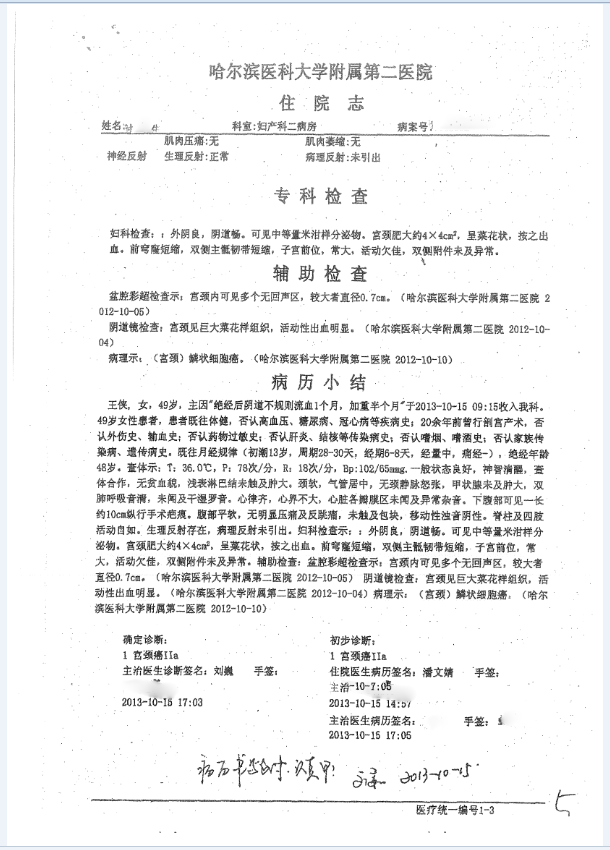 哈尔滨医科大学附属第二医院
住 院 志
姓名: 科室:妇产科二病房 病案号:
肌肉压痛:无 肌肉萎缩:无
神经反射 生理反射:正常 病理反射:未引出
专 科 检 查
妇科检查：：外阴良，阴道畅。可见中等量米泔样分泌物。宫颈肥大约4×4cm²，呈菜花状，按之出
血。前穹窿短缩，双侧主骶韧带短缩，子宫前位，常大，活动欠佳，双侧附件未及异常。
辅 助 检 查
盆腔彩超检查示：宫颈内可见多个无回声区，较大者直径0.7cm。（哈尔滨医科大学附属第二医院 2
012-10-05）
阴道镜检查：宫颈见巨大菜花样组织，活动性出血明显。（哈尔滨医科大学附属第二医院 2012-10-
04）
病理示：（宫颈）鳞状细胞癌。（哈尔滨医科大学附属第二医院 2012-10-10）
病 历 小 结
王侠，女，49岁，主因"绝经后阴道不规则流血1个月，加重半个月"于2013-10-15 09:15收入我科。
49岁女性患者，患者既往体健，否认高血压、糖尿病、冠心病等疾病史；20余年前曾行剖宫产术，否
认外伤史、输血史；否认药物过敏史；否认肝炎、结核等传染病史；否认嗜烟、嗜酒史；否认家族传
染病、遗传病史。既往月经规律（初潮13岁，周期28-30天，经期6-8天，经量中，痛经-），绝经年龄
48岁。查体示：T：36.0℃，P：78次/分，R：18次/分，Bp:102/65mmg.一般状态良好，神智清醒，查
体合作，无贫血貌，浅表淋巴结未触及肿大。颈软，气管居中，无颈静脉怒张，甲状腺未及肿大，双
肺呼吸音清，未闻及干湿罗音。心律齐，心界不大，心脏各瓣膜区未闻及异常杂音。下腹部可见一长
约10cm纵行手术疤痕。腹部平软，无明显压痛及反跳痛，未触及包块，移动性浊音阴性。脊柱及四肢
活动自如。生理反射存在，病理反射未引出。妇科检查示：：外阴良，阴道畅。可见中等量米泔样分
泌物。宫颈肥大约4×4cm²，呈菜花状，按之出血。前穹窿短缩，双侧主骶韧带短缩，子宫前位，常
大，活动欠佳，双侧附件未及异常。辅助检查：盆腔彩超检查示：宫颈内可见多个无回声区，较大者
直径0.7cm。（哈尔滨医科大学附属第二医院 2012-10-05） 阴道镜检查：宫颈见巨大菜花样组织，活
动性出血明显。（哈尔滨医科大学附属第二医院 2012-10-04）病理示：（宫颈）鳞状细胞癌。（哈尔
滨医科大学附属第二医院 2012-10-10）
确定诊断： 初步诊断：
1 宫颈癌IIa 1 宫颈癌IIa
主治医生诊断签名：刘巍 手签： 住院医生病历签名：潘文婧 手签：
主治-10-7:05
2013-10-15 17:03 2013-10-15 14:57
主治医生病历签名： 手签：
2013-10-15 17:05
2013-10-15.
医疗统一编号1-3
5